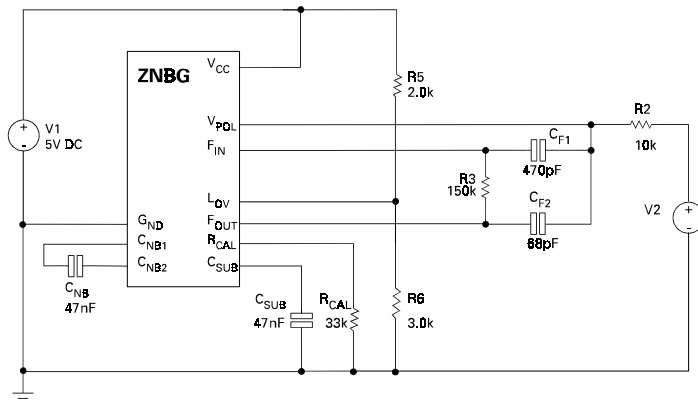 ZNBG
VCC
VPOL
FIN
LOV
FOUT
RCAL
CSUB
GND
CNB1
CNB2
+
-
V1
5V DC
CNB
47nF
CSUB
47nF
RCAL
33k
R5
2.0k
R6
3.0k
R3
150k
CF1
470pF
CF2
68pF
R2
10k
V2
+
-